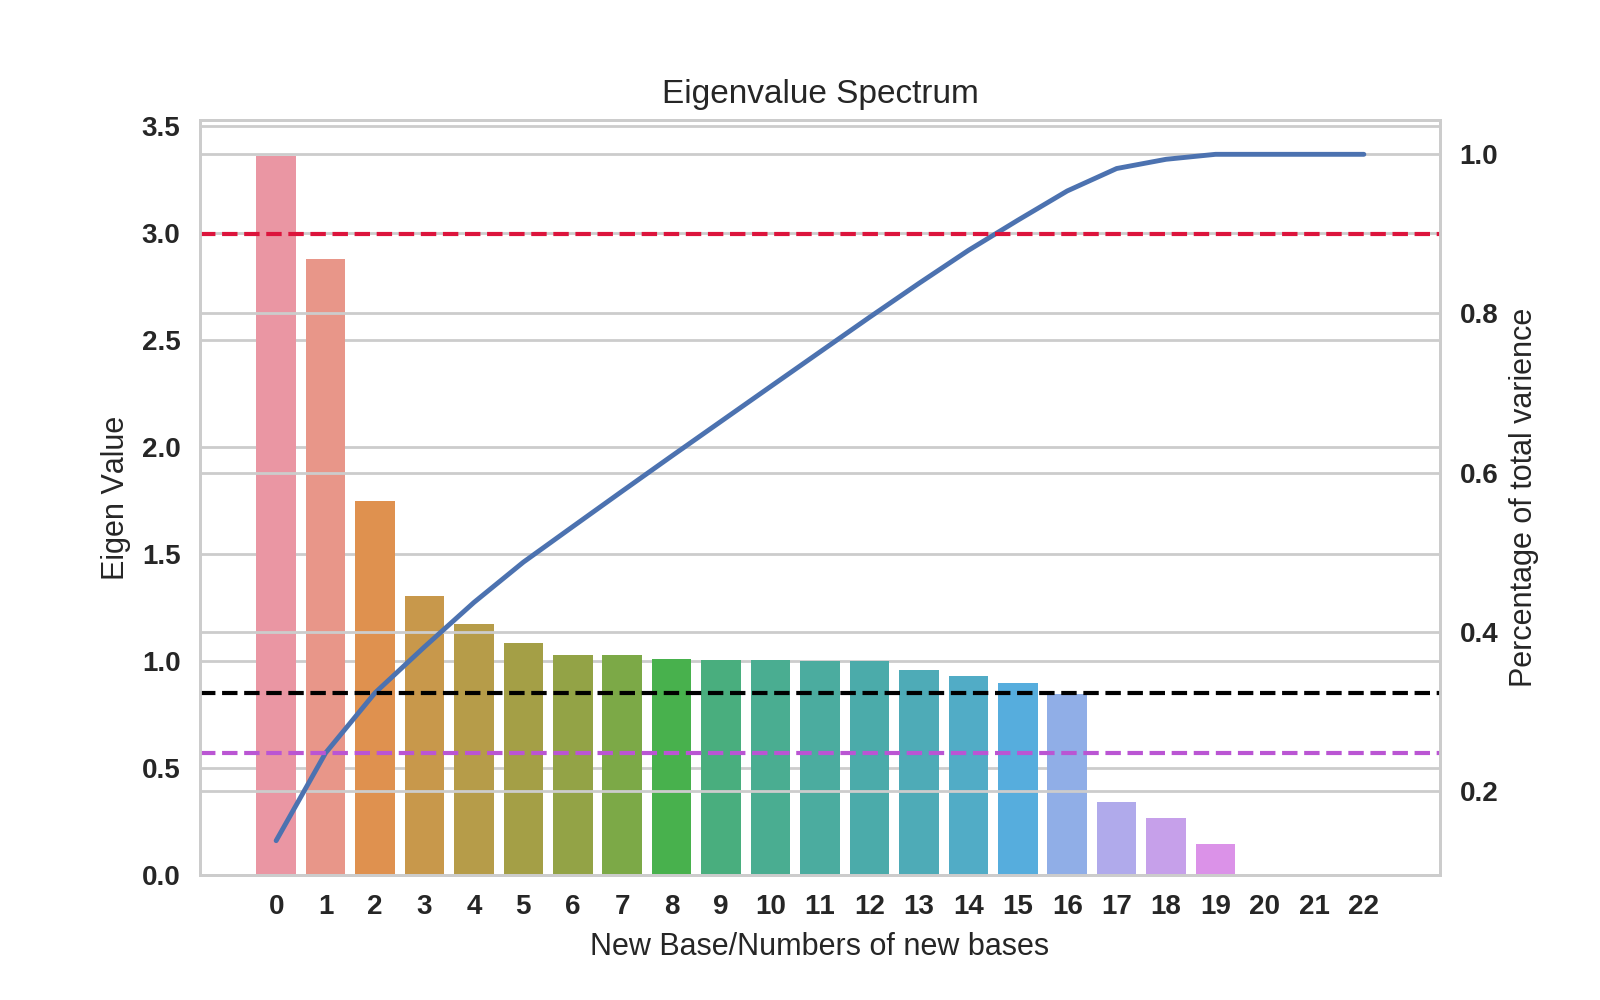 Eigenvalue Spectrum
3.5
3.0
2.5
2.0
1.5
1.0
0.5
0.0
Eigen Value
1.0
0.8
0.6
0.4
0.2
Percentage of total varience
0 1 2 3 4 5 6 7 8 9 10 11 12 13 14 15 16 17 18 19 20 21 22
New Base/Numbers of new bases